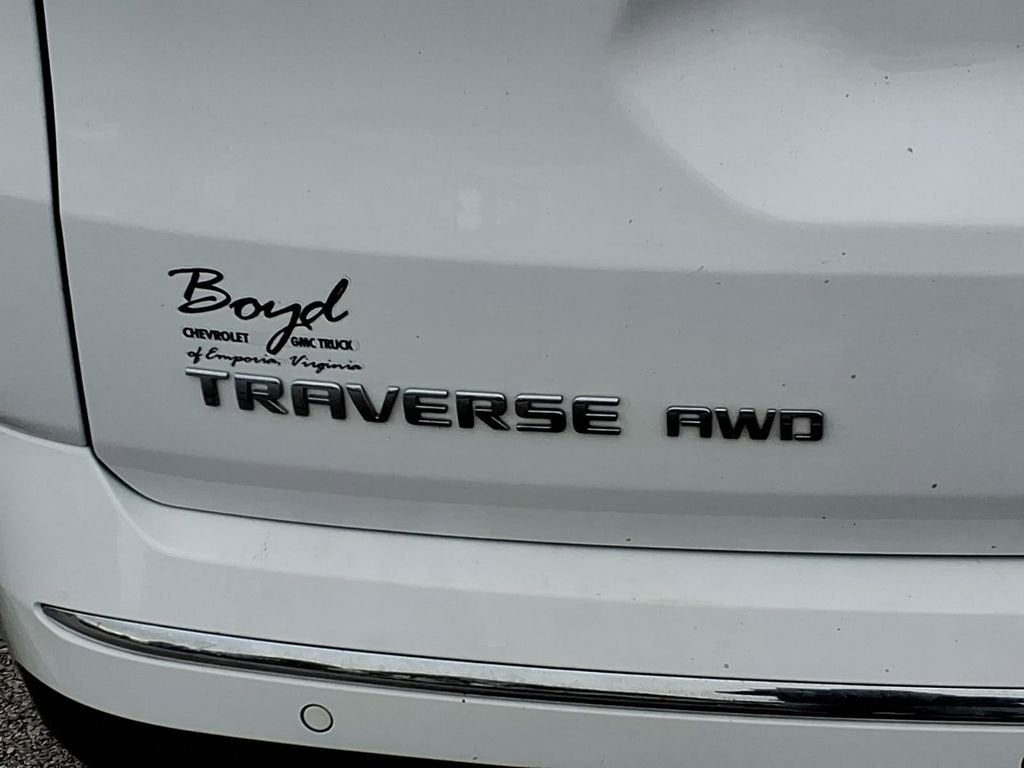 Boyd
CHEVROLET GMC TRUCK
of Emporia, Virginia
TRAVERSE AWD